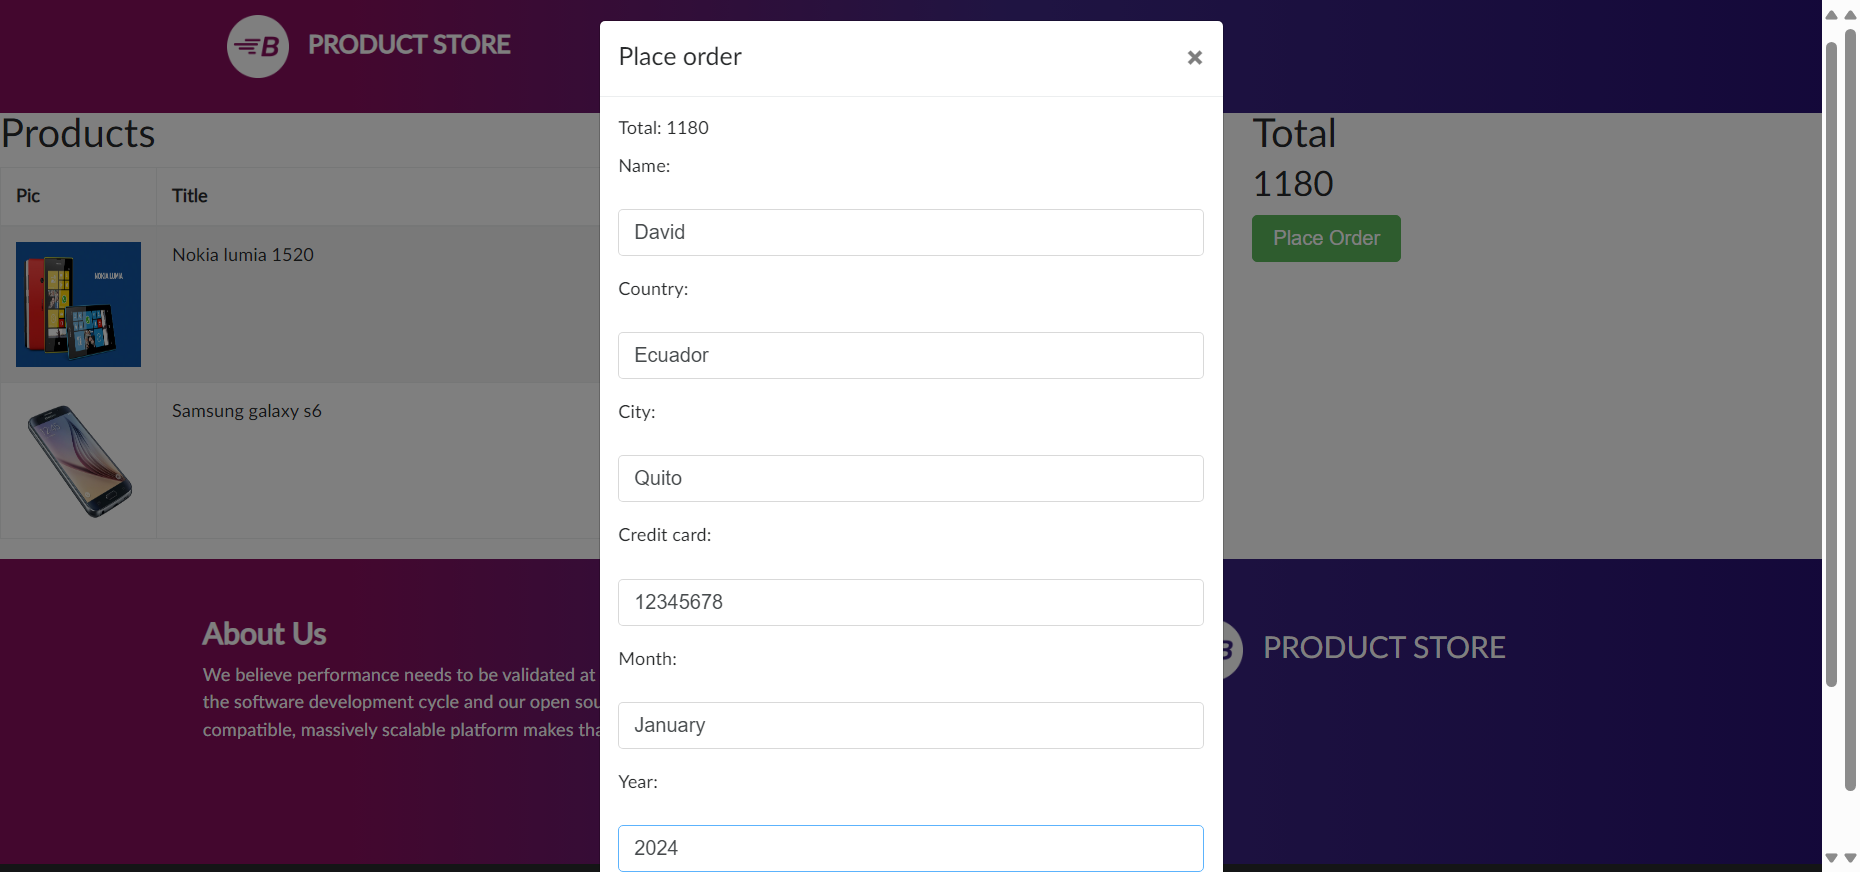 B PRODUCT STORE
Place order ×
Products
Total
Total: 1180
Name:
1180
Pic Title
David
Place Order
Nokia lumia 1520
NOKIA LUMIA
Country:
Ecuador
Samsung galaxy s6
City:
Quito
Credit card:
12345678
About Us
We believe performance needs to be validated at
the software development cycle and our open sou
compatible, massively scalable platform makes tha
B PRODUCT STORE
Month:
January
Year:
2024